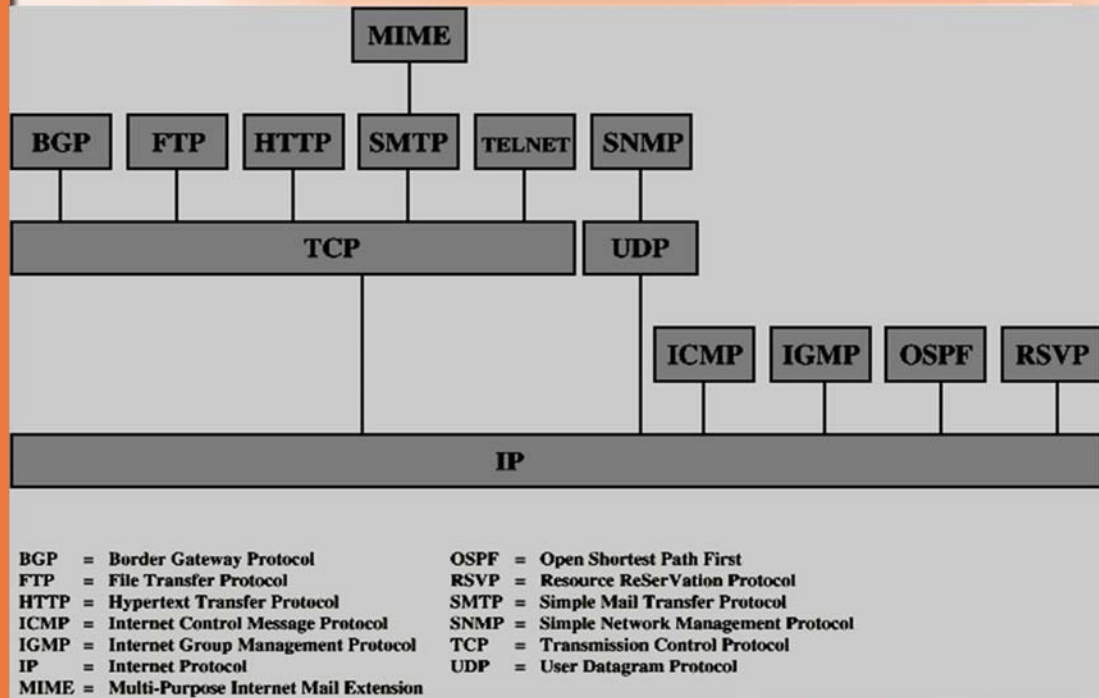 MIME
BGP FTP HTTP SMTP TELNET SNMP
TCP UDP
ICMP IGMP OSPF RSVP
IP
BGP = Border Gateway Protocol
FTP = File Transfer Protocol
HTTP = Hypertext Transfer Protocol
ICMP = Internet Control Message Protocol
IGMP = Internet Group Management Protocol
IP = Internet Protocol
MIME = Multi-Purpose Internet Mail Extension
OSPF = Open Shortest Path First
RSVP = Resource ReSerVation Protocol
SMTP = Simple Mail Transfer Protocol
SNMP = Simple Network Management Protocol
TCP = Transmission Control Protocol
UDP = User Datagram Protocol